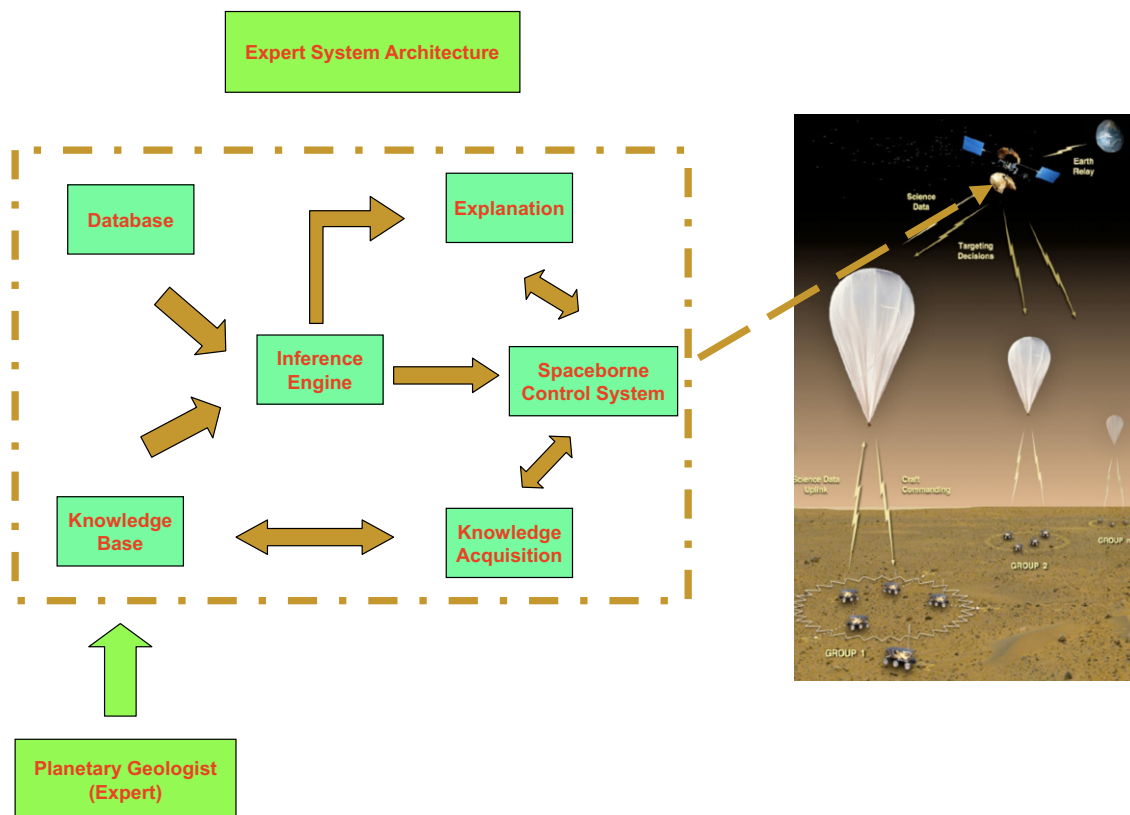 Expert System Architecture
Database
Explanation
Inference
Engine
Spaceborne
Control System
Knowledge
Base
Knowledge
Acquisition
Planetary Geologist
(Expert)
Earth
Relay
Science
Data
Targeting
Decisions
Science Data
Uplink
Craft
Commanding
GROUP 1
GROUP 2
GROUP